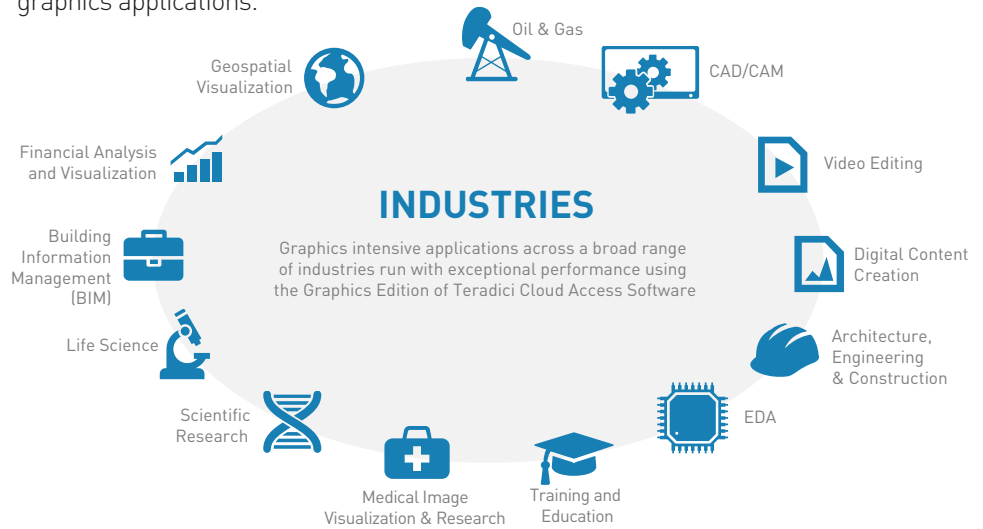 graphics applications.
Oil & Gas
Geospatial
Visualization
CAD/CAM
Financial Analysis
and Visualization
Video Editing
INDUSTRIES
Graphics intensive applications across a broad range
of industries run with exceptional performance using
the Graphics Edition of Teradici Cloud Access Software
Building
Information
Management
(BIM)
Digital Content
Creation
Life Science
Architecture,
Engineering
& Construction
Scientific
Research
EDA
Medical Image
Visualization & Research
Training and
Education